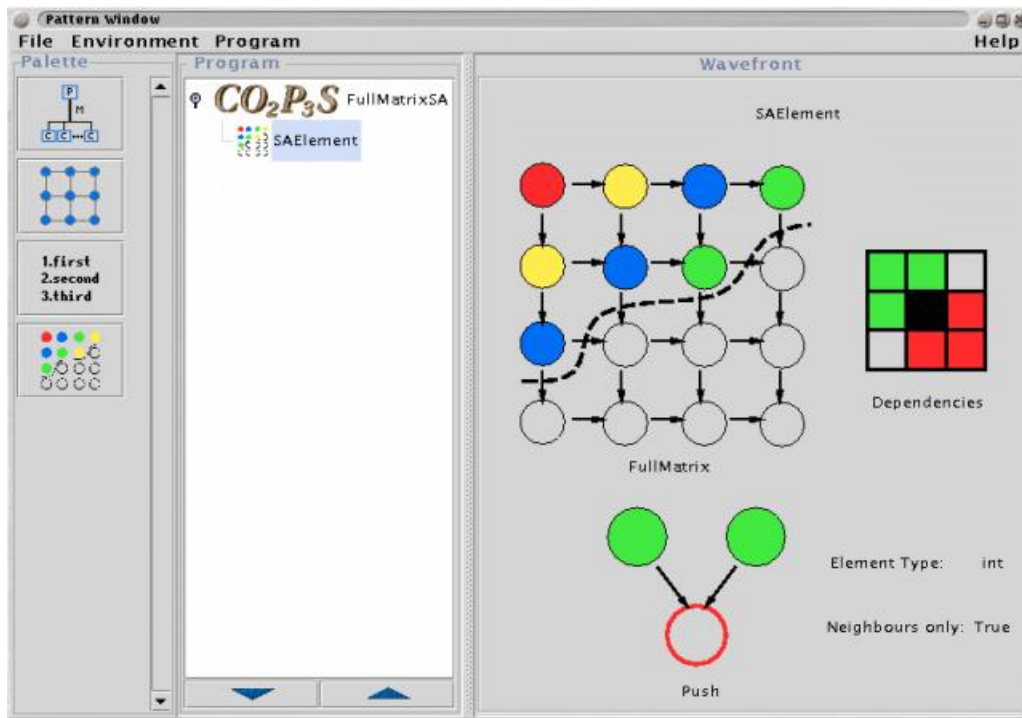 Pattern Window
File Environment Program Help
Palette
P
M
C C ... C
1.first
2.second
3.third
Program
CO2P3S FullMatrixSA
SAElement
Wavefront
SAElement
Dependencies
FullMatrix
Element Type: int
Neighbours only: True
Push